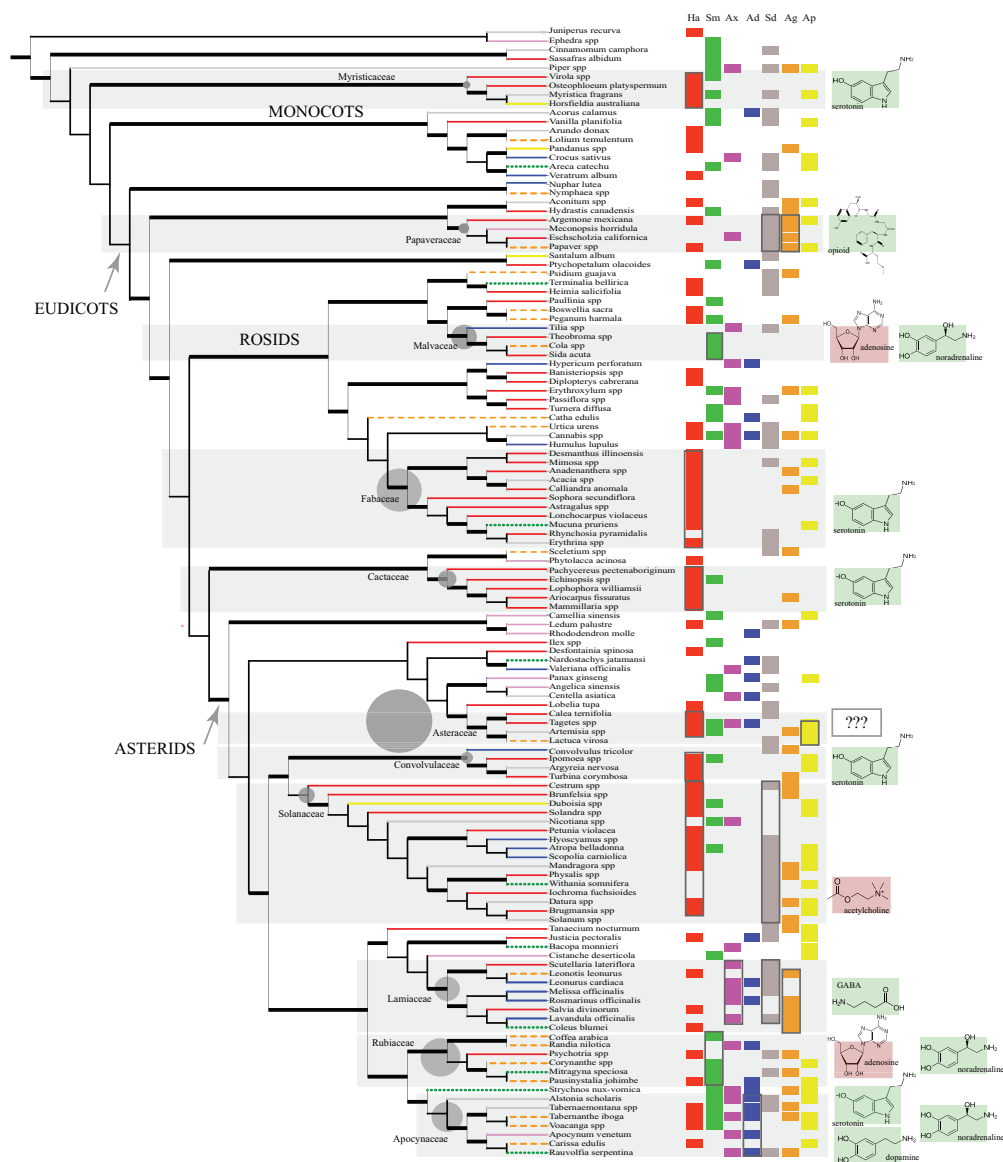 Ha Sm Ax Ad Sd Ag Ap
Juniperus recurva
Ephedra spp
Cinnamomum camphora
Sassafras albidum
Piper spp
Myristicaceae
Virola spp
Osteophloeum platyspermum
Myristica fragrans
Horsfieldia australiana
HO
NH₂
N
H
serotonin
MONOCOTS
Acorus calamus
Vanilla planifolia
Arundo donax
Lolium temulentum
Pandanus spp
Crocus sativus
Areca catechu
Veratrum album
Nuphar lutea
Nymphaea spp
Aconitum spp
Hydrastis canadensis
Argemone mexicana
Meconopsis horridula
Papaveraceae
Eschscholzia californica
Papaver spp
opioid
EUDICOTS
Santalum album
Ptychopetalum olacoides
Psidium guajava
Terminalia bellirica
Heimia salicifolia
Paullinia spp
Boswellia sacra
Peganum harmala
ROSIDS
Tilia spp
Malvaceae
Theobroma spp
Cola spp
Sida acuta
adenosine
noradrenaline
Hypericum perforatum
Banisteriopsis spp
Diplopterys cabrerana
Erythroxylum spp
Passiflora spp
Turnera diffusa
Catha edulis
Urtica urens
Cannabis spp
Humulus lupulus
Desmanthus illinoensis
Mimosa spp
Anadenanthera spp
Acacia spp
Calliandra anomala
Fabaceae
Sophora secundiflora
Astragalus spp
Lonchocarpus violaceus
Mucuna pruriens
Rhynchosia pyramidalis
Erythrina spp
serotonin
Sceletium spp
Phytolacca acinosa
Cactaceae
Pachycereus pectenaboriginum
Echinopsis spp
Lophophora williamsii
Ariocarpus fissuratus
Mammillaria spp
serotonin
Camellia sinensis
Ledum palustre
Rhododendron molle
Ilex spp
Desfontainia spinosa
Nardostachys jatamansi
Valeriana officinalis
Panax ginseng
Angelica sinensis
Centella asiatica
Lobelia tupa
Calea ternifolia
Tagetes spp
Asteraceae
Artemisia spp
Lactuca virosa
???
ASTERIDS
Convolvulus tricolor
Convolvulaceae
Ipomoea spp
Argyreia nervosa
Turbina corymbosa
serotonin
Cestrum spp
Brunfelsia spp
Solanaceae
Duboisia spp
Solandra spp
Nicotiana spp
Petunia violacea
Hyoscyamus spp
Atropa belladonna
Scopolia carniolica
Mandragora spp
Physalis spp
Withania somnifera
Iochroma fuchsioides
Datura spp
Brugmansia spp
Solanum spp
acetylcholine
Tanaecium nocturnum
Justicia pectoralis
Bacopa monnieri
Cistanche deserticola
Scutellaria lateriflora
Leonotis leonurus
Leonurus cardiaca
Lamiaceae
Melissa officinalis
Rosmarinus officinalis
Salvia divinorum
Lavandula officinalis
Coleus blumei
GABA
Coffea arabica
Rubiaceae
Randia nilotica
Psychotria spp
Corynanthe spp
Mitragyna speciosa
Pausinystalia johimbe
adenosine
noradrenaline
Strychnos nux-vomica
Alstonia scholaris
Tabernaemontana spp
Tabernanthe iboga
Voacanga spp
Apocynum venetum
Apocynaceae
Carissa edulis
Rauvolfia serpentina
serotonin
noradrenaline
dopamine